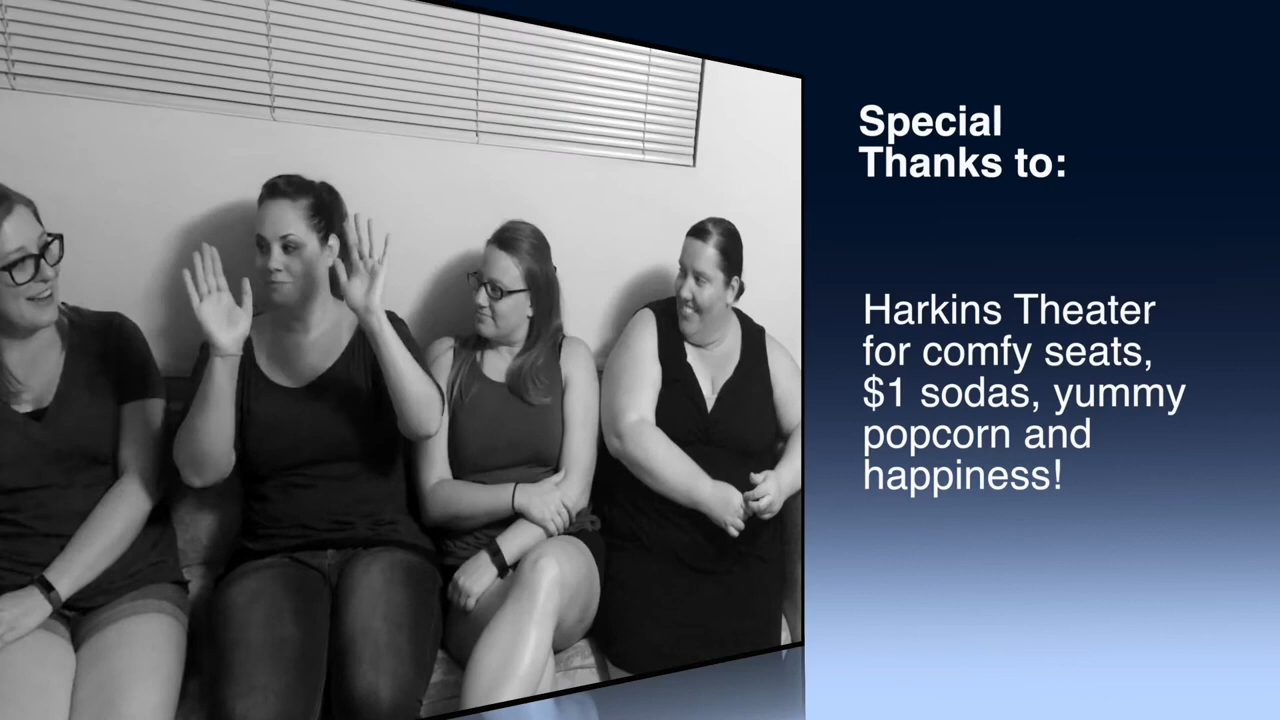 Special
Thanks to:
Harkins Theater
for comfy seats,
$1 sodas, yummy
popcorn and
happiness!